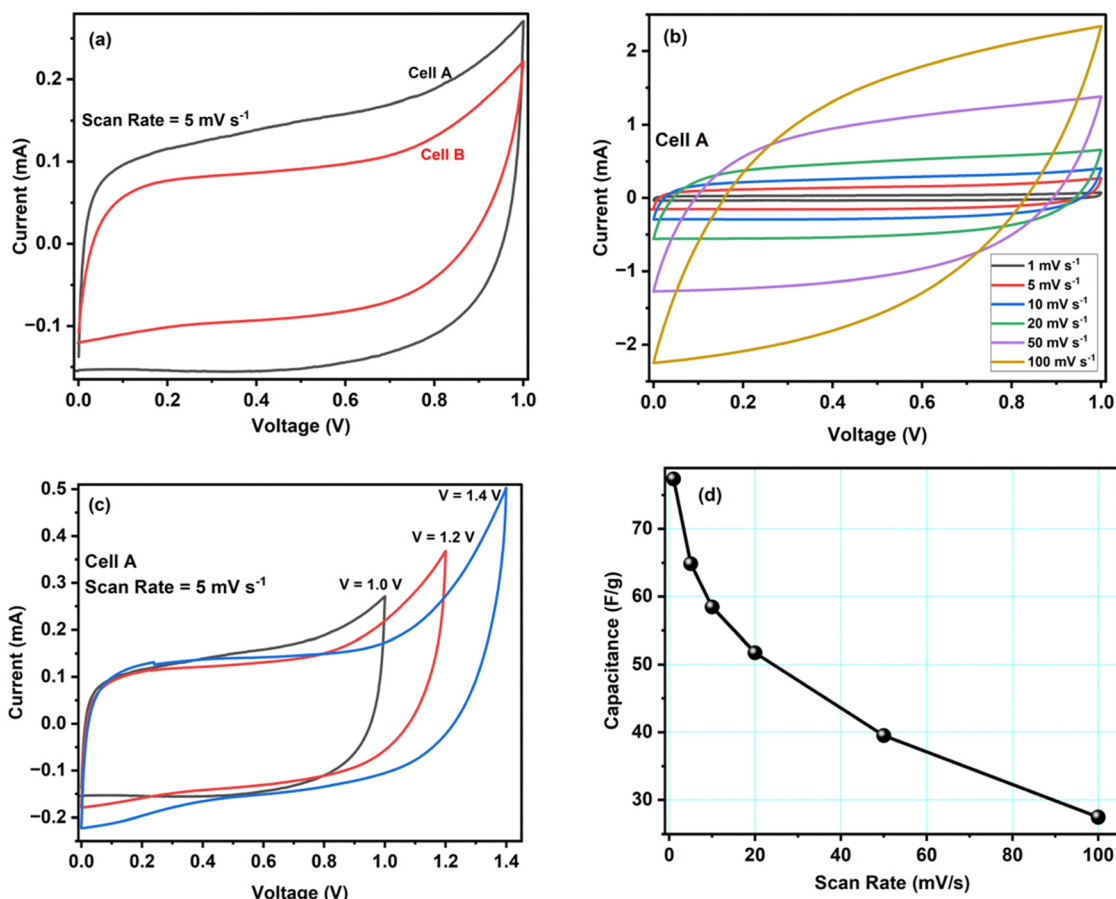 (a)
Cell A
Scan Rate = 5 mV s⁻¹
Cell B
0.2
0.1
0.0
−0.1
Current (mA)
0.0 0.2 0.4 0.6 0.8 1.0
Voltage (V)
(b)
Cell A
2
1
0
−1
−2
Current (mA)
1 mV s⁻¹
5 mV s⁻¹
10 mV s⁻¹
20 mV s⁻¹
50 mV s⁻¹
100 mV s⁻¹
0.0 0.2 0.4 0.6 0.8 1.0
Voltage (V)
(c)
V = 1.4 V
V = 1.2 V
Cell A
Scan Rate = 5 mV s⁻¹
V = 1.0 V
0.5
0.4
0.3
0.2
0.1
0.0
−0.1
−0.2
Current (mA)
0.0 0.2 0.4 0.6 0.8 1.0 1.2 1.4
Voltage (V)
(d)
70
60
50
40
30
Capacitance (F/g)
0 20 40 60 80 100
Scan Rate (mV/s)